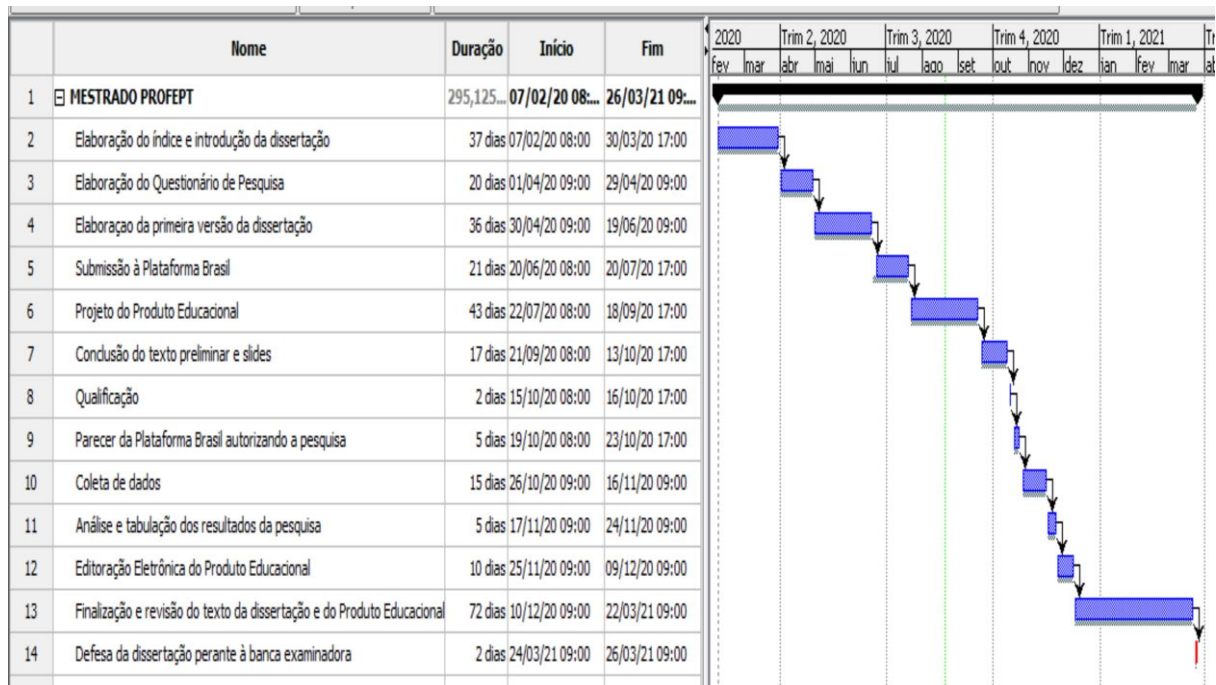 Nome Duração Início Fim
2020 Trim 2, 2020 Trim 3, 2020 Trim 4, 2020 Trim 1, 2021 Tr
fev mar abr mai jun jul ago set out nov dez jan fev mar ab
1 MESTRADO PROFEPT 295,125... 07/02/20 08:... 26/03/21 09:...
2 Elaboração do índice e introdução da dissertação 37 dias 07/02/20 08:00 30/03/20 17:00
3 Elaboração do Questionário de Pesquisa 20 dias 01/04/20 09:00 29/04/20 09:00
4 Elaboraçao da primeira versão da dissertação 36 dias 30/04/20 09:00 19/06/20 09:00
5 Submissão à Plataforma Brasil 21 dias 20/06/20 08:00 20/07/20 17:00
6 Projeto do Produto Educacional 43 dias 22/07/20 08:00 18/09/20 17:00
7 Conclusão do texto preliminar e slides 17 dias 21/09/20 08:00 13/10/20 17:00
8 Qualificação 2 dias 15/10/20 08:00 16/10/20 17:00
9 Parecer da Plataforma Brasil autorizando a pesquisa 5 dias 19/10/20 08:00 23/10/20 17:00
10 Coleta de dados 15 dias 26/10/20 09:00 16/11/20 09:00
11 Análise e tabulação dos resultados da pesquisa 5 dias 17/11/20 09:00 24/11/20 09:00
12 Editoração Eletrônica do Produto Educacional 10 dias 25/11/20 09:00 09/12/20 09:00
13 Finalização e revisão do texto da dissertação e do Produto Educacional 72 dias 10/12/20 09:00 22/03/21 09:00
14 Defesa da dissertação perante à banca examinadora 2 dias 24/03/21 09:00 26/03/21 09:00